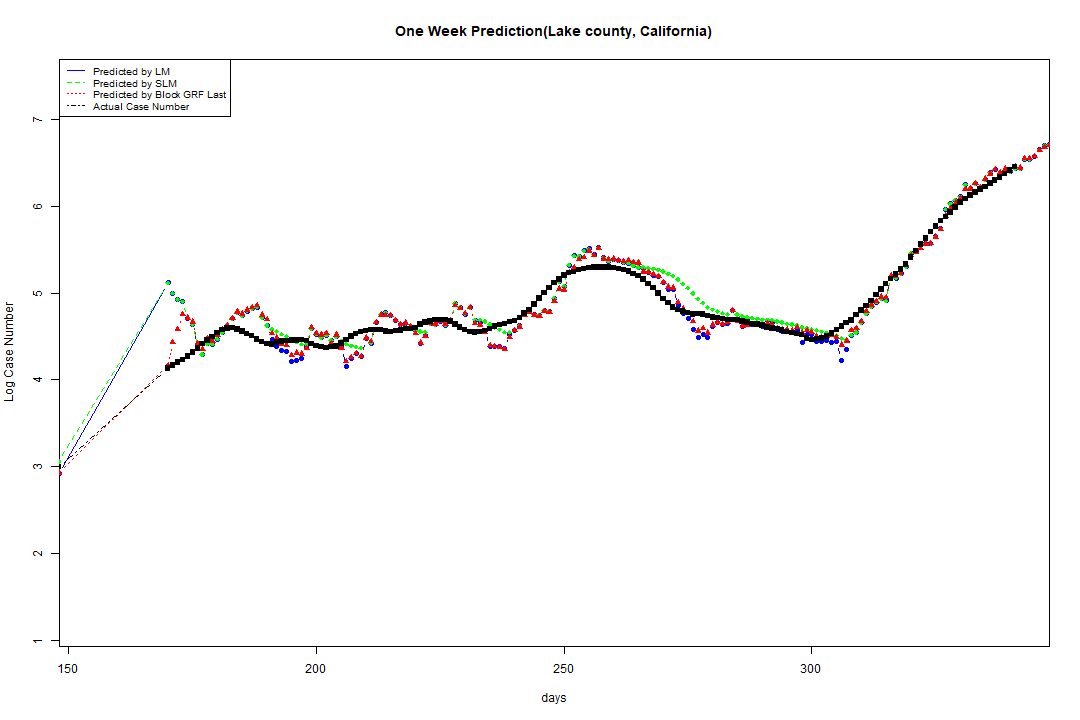 One Week Prediction(Lake county, California)
Predicted by LM
Predicted by SLM
Predicted by Block GRF Last
Actual Case Number
7
6
5
4
3
2
1
Log Case Number
150 200 250 300
days